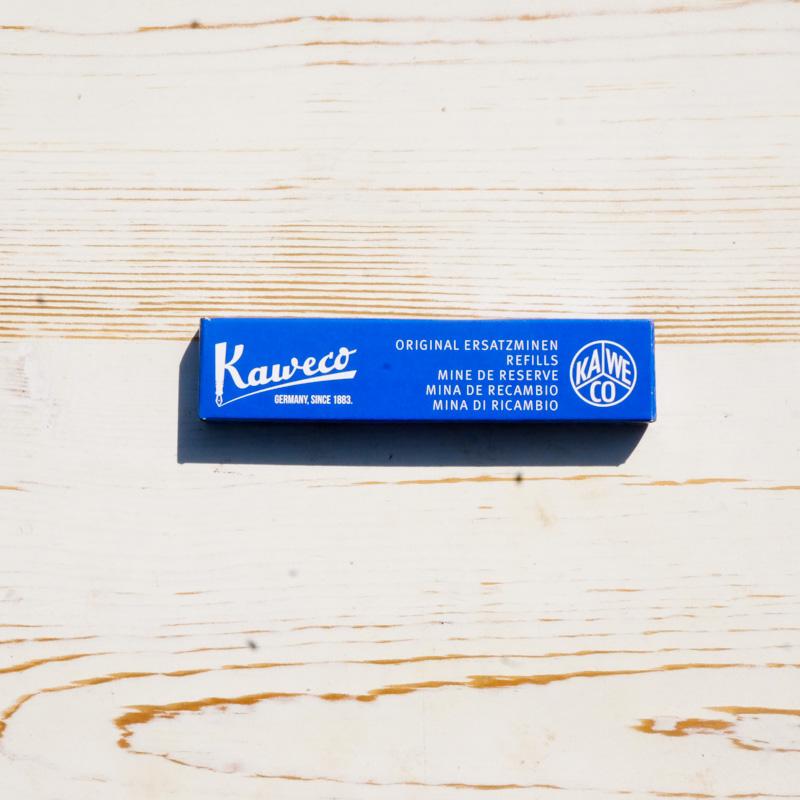 Kaweco
GERMANY, SINCE 1883.
ORIGINAL ERSATZMINEN
REFILLS
MINE DE RESERVE
MINA DE RECAMBIO
MINA DI RICAMBIO
KA WE
CO